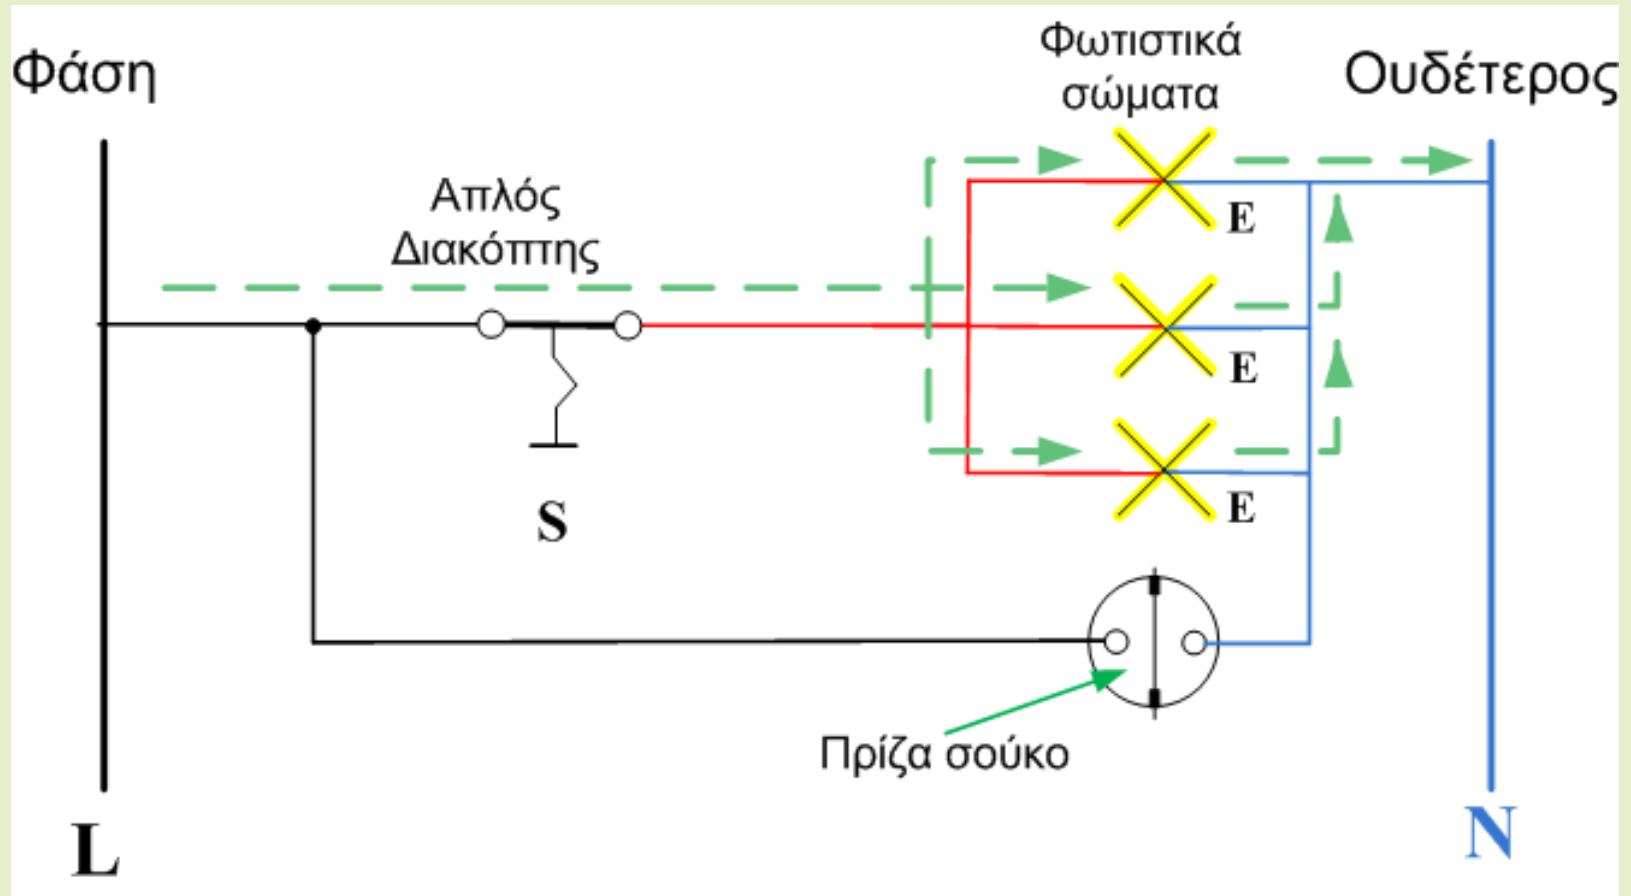 Φάση
Φωτιστικά
σώματα
Ουδέτερος
Απλός
Διακόπτης
E
E
E
S
Πρίζα σούκο
L
N